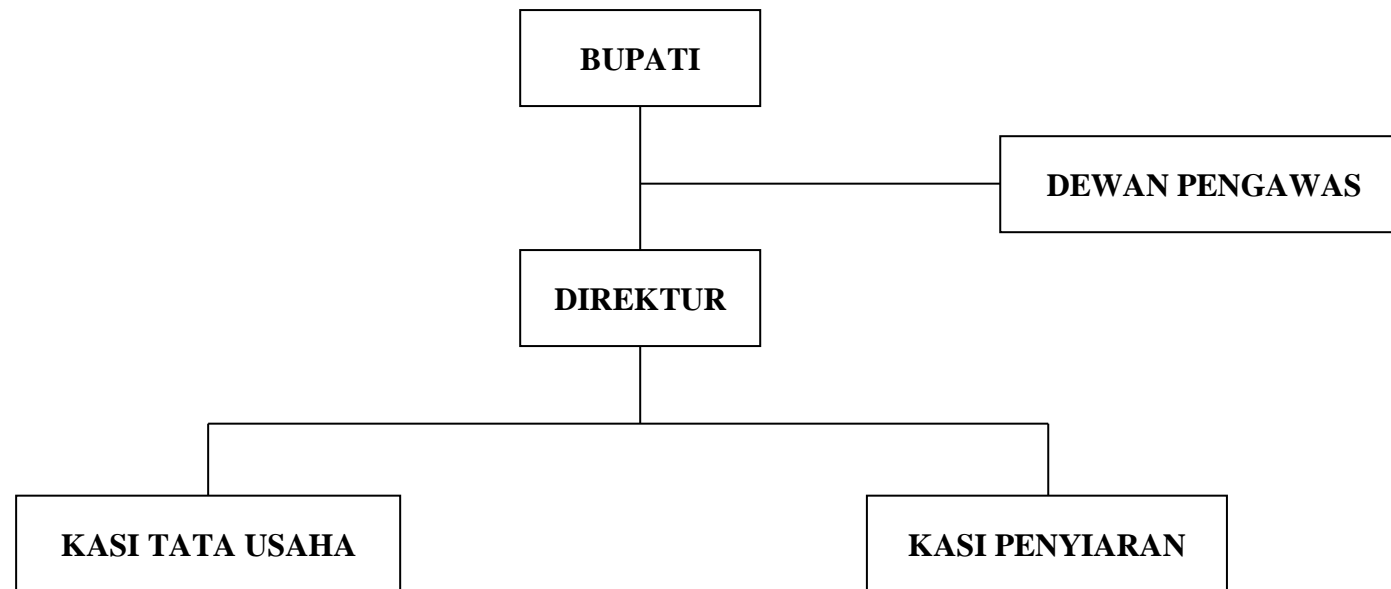 BUPATI
DEWAN PENGAWAS
DIREKTUR
KASI TATA USAHA
KASI PENYIARAN